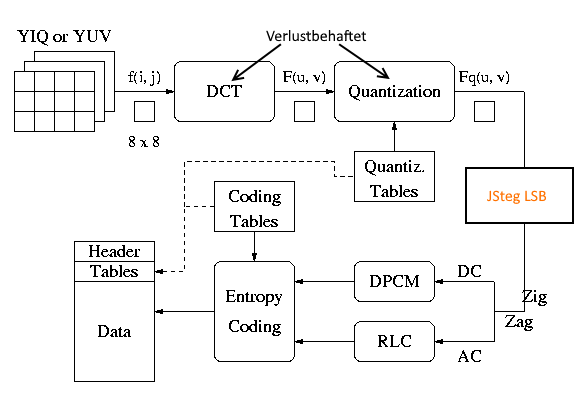 YIQ or YUV
Verlustbehaftet
f(i, j)
DCT
F(u, v)
Quantization
Fq(u, v)
8 x 8
Quantiz.
Tables
Coding
Tables
JSteg LSB
Header
Tables
Data
Entropy
Coding
DPCM
DC
Zig
Zag
RLC
AC